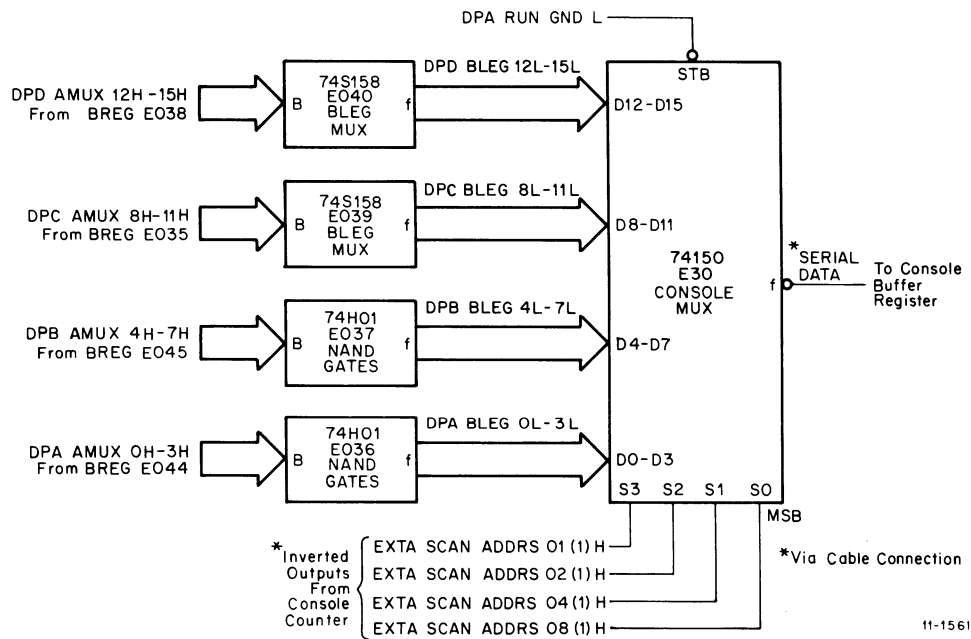 DPA RUN GND L
STB
DPD AMUX 12H-15H
From BREG E038
B
74S158
E040
BLEG
MUX
f
DPD BLEG 12L-15L
D12-D15
DPC AMUX 8H-11H
From BREG E035
B
74S158
E039
BLEG
MUX
f
DPC BLEG 8L-11L
D8-D11
74150
E30
CONSOLE
MUX
f
*SERIAL
DATA
To Console
Buffer
Register
DPB AMUX 4H-7H
From BREG E045
B
74H01
E037
NAND
GATES
f
DPB BLEG 4L-7L
D4-D7
DPA AMUX 0H-3H
From BREG E044
B
74H01
E036
NAND
GATES
f
DPA BLEG 0L-3L
D0-D3
S3 S2 S1 S0
MSB
*Inverted
Outputs
From
Console
Counter
EXTA SCAN ADDRS 01 (1) H
EXTA SCAN ADDRS 02 (1) H
EXTA SCAN ADDRS 04 (1) H
EXTA SCAN ADDRS 08 (1) H
*Via Cable Connection
11-1561